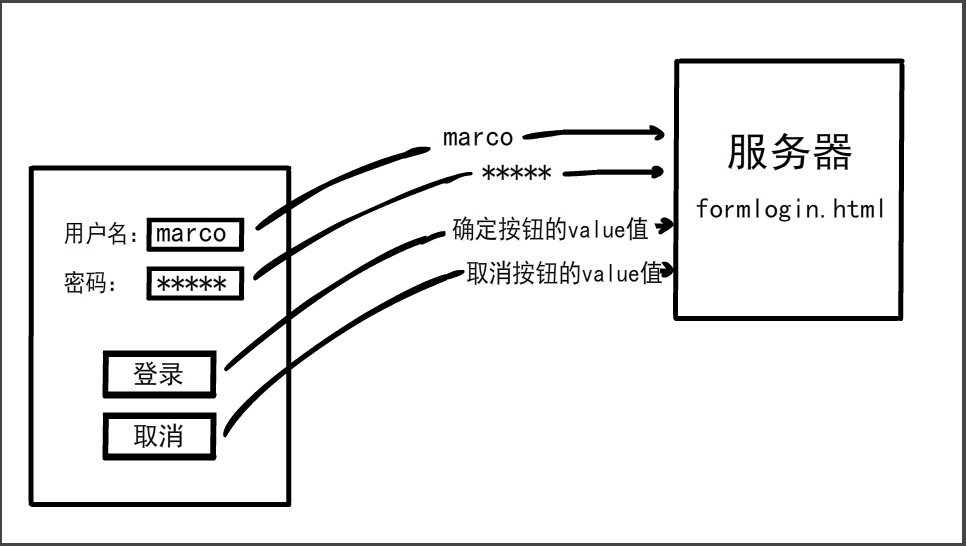 marco
*****
确定按钮的value值
取消按钮的value值
服务器
formlogin.html
用户名：marco
密码： *****
登录
取消